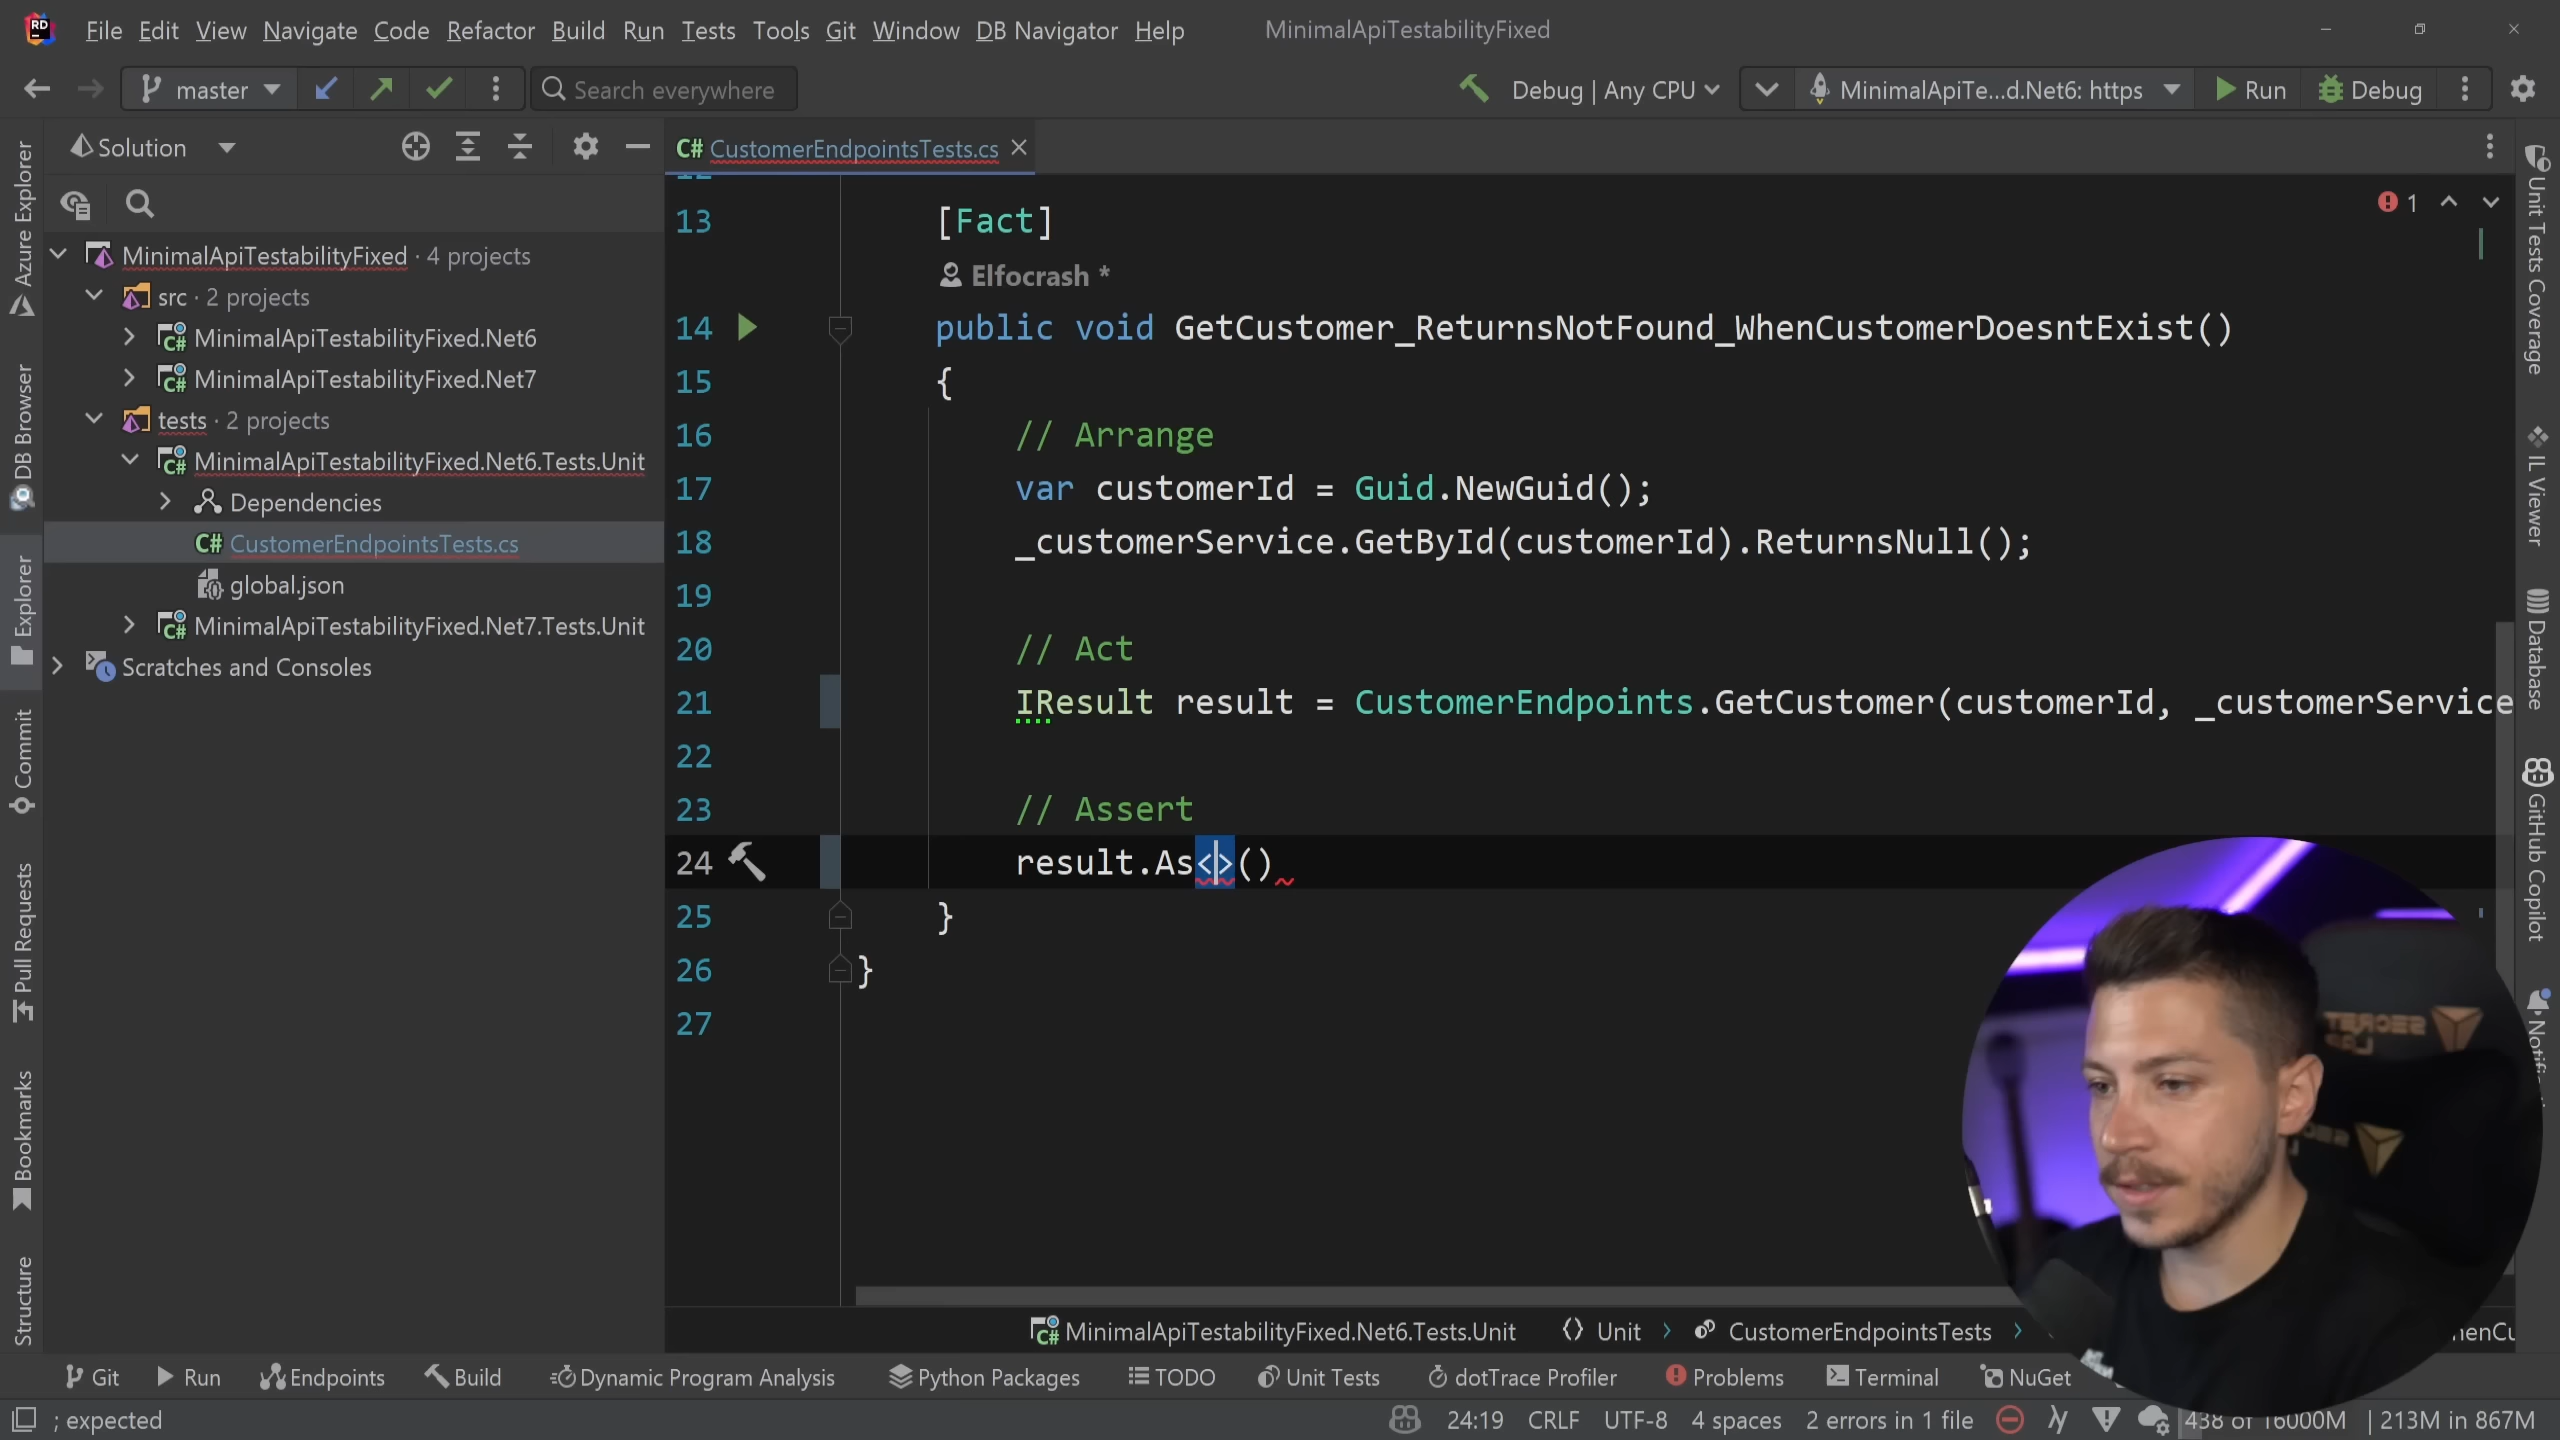 RD
File Edit View Navigate Code Refactor Build Run Tests Tools Git Window DB Navigator Help
MinimalApiTestabilityFixed
master
Search everywhere
Debug | Any CPU
MinimalApiTe...d.Net6: https
Run
Debug
Solution
C# CustomerEndpointsTests.cs
MinimalApiTestabilityFixed · 4 projects
src · 2 projects
MinimalApiTestabilityFixed.Net6
MinimalApiTestabilityFixed.Net7
tests · 2 projects
MinimalApiTestabilityFixed.Net6.Tests.Unit
Dependencies
C# CustomerEndpointsTests.cs
global.json
MinimalApiTestabilityFixed.Net7.Tests.Unit
Scratches and Consoles
Azure Explorer
DB Browser
Explorer
Commit
Pull Requests
Bookmarks
Structure
1
13 [Fact]
Elfocrash *
14 public void GetCustomer_ReturnsNotFound_WhenCustomerDoesntExist()
15 {
16 // Arrange
17 var customerId = Guid.NewGuid();
18 _customerService.GetById(customerId).ReturnsNull();
19
20 // Act
21 IResult result = CustomerEndpoints.GetCustomer(customerId, _customerService
22
23 // Assert
24 result.As<>()
25 }
26 }
27
Unit Tests Coverage
IL Viewer
Database
GitHub Copilot
SECRET
MinimalApiTestabilityFixed.Net6.Tests.Unit
Unit
CustomerEndpointsTests
Git
Run
Endpoints
Build
Dynamic Program Analysis
Python Packages
TODO
Unit Tests
dotTrace Profiler
Problems
Terminal
NuGet
; expected
24:19
CRLF
UTF-8
4 spaces
2 errors in 1 file
438 of 16000M
213M in 867M